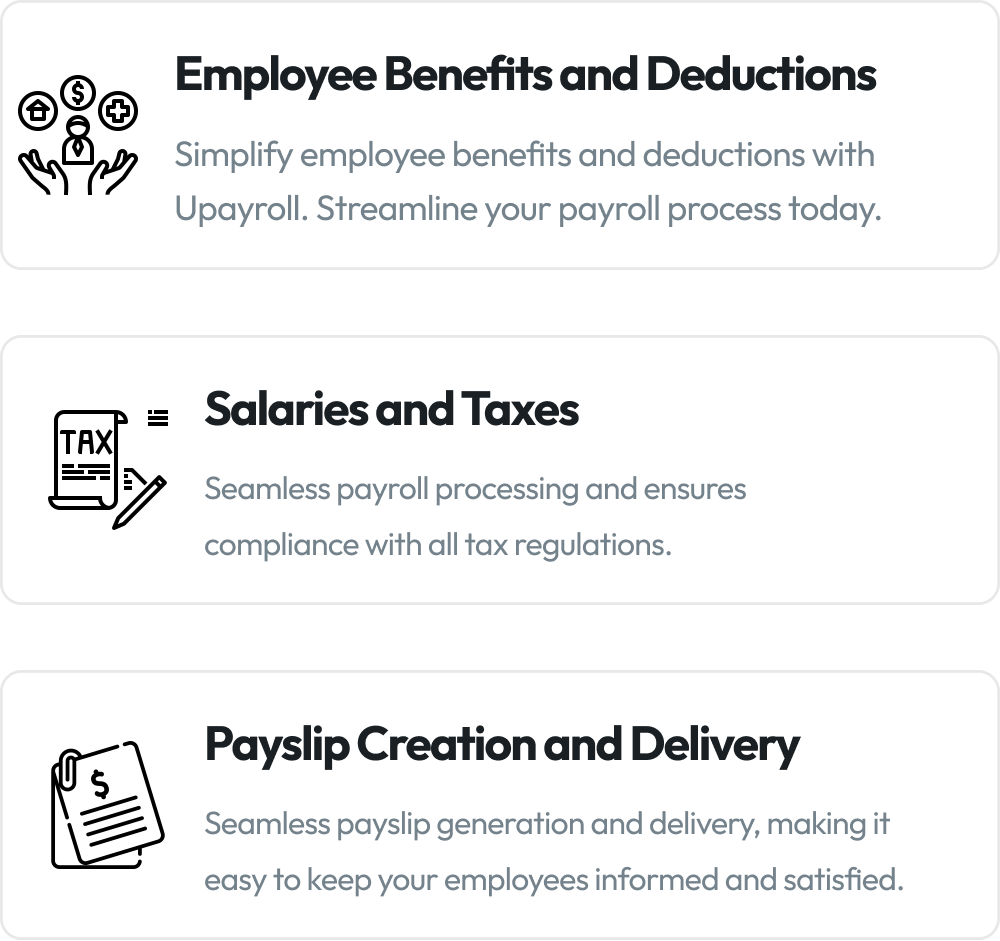 Employee Benefits and Deductions
Simplify employee benefits and deductions with
Upayroll. Streamline your payroll process today.
TAX
Salaries and Taxes
Seamless payroll processing and ensures
compliance with all tax regulations.
$
Payslip Creation and Delivery
Seamless payslip generation and delivery, making it
easy to keep your employees informed and satisfied.